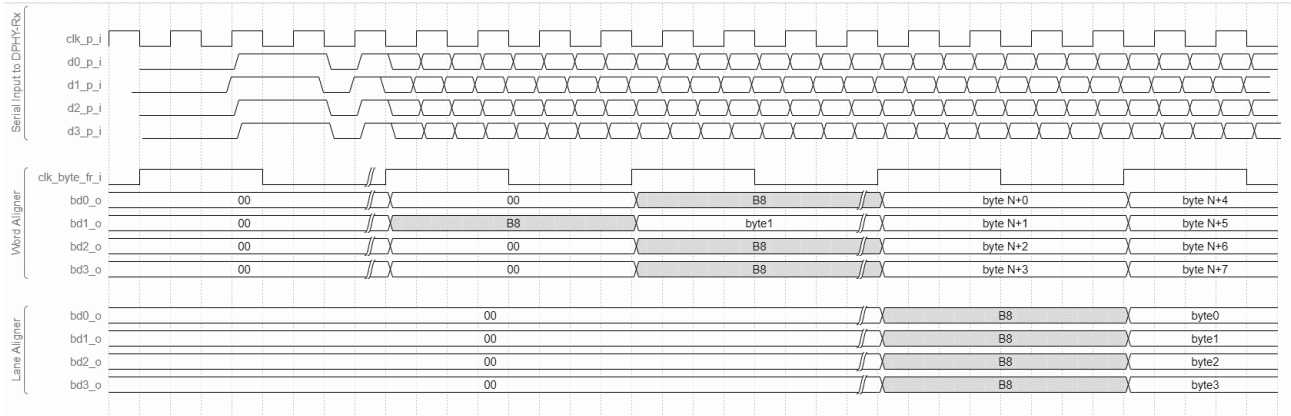 Serial Input to DPHY-Rx
clk_p_i
d0_p_i
d1_p_i
d2_p_i
d3_p_i
Word Aligner
clk_byte_fr_i
bd0_o 00 00 B8 byte N+0 byte N+4
bd1_o 00 B8 byte1 byte N+1 byte N+5
bd2_o 00 00 B8 byte N+2 byte N+6
bd3_o 00 00 B8 byte N+3 byte N+7
Lane Aligner
bd0_o 00 B8 byte0
bd1_o 00 B8 byte1
bd2_o 00 B8 byte2
bd3_o 00 B8 byte3